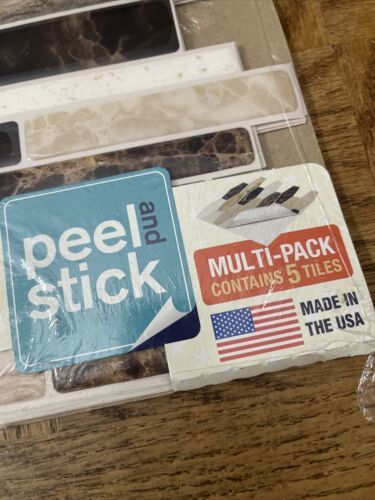 peel
and
stick
MULTI-PACK
CONTAINS 5 TILES
MADE IN
THE USA